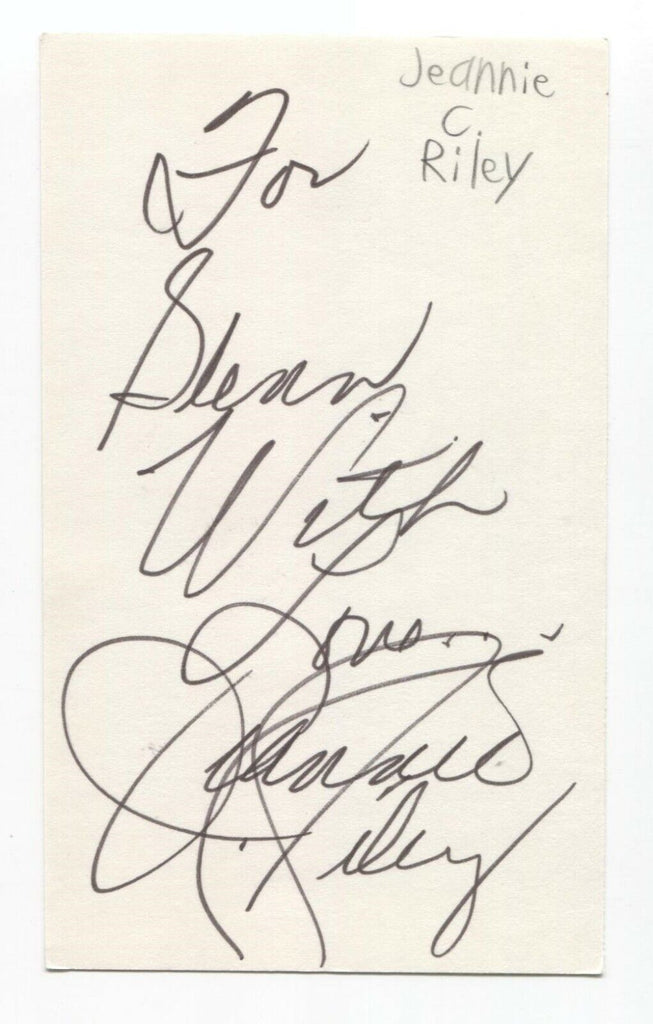 Jeannie
C.
Riley
For
Glenn
With
Love...
Jeannie
C. Riley